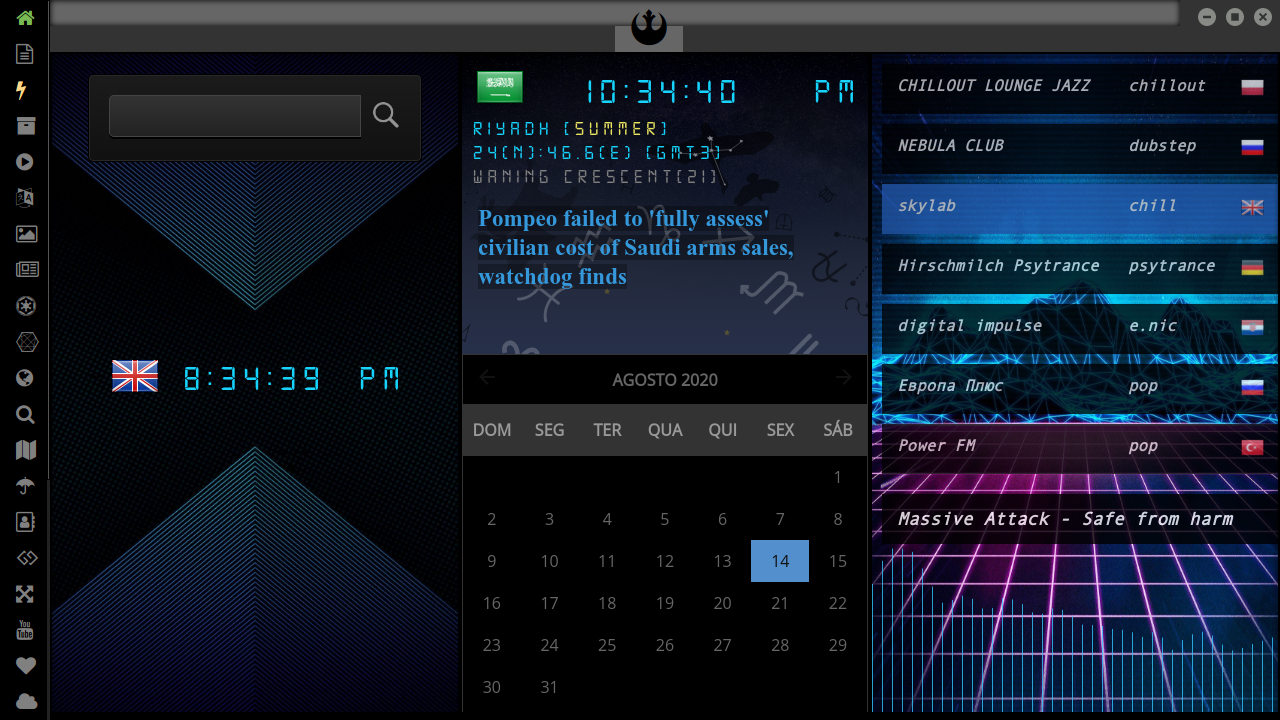 8:34:39 PM
10:34:40 PM
RIYADH (SUMMER)
24(N):46.6(E) (GMT3)
WANING CRESCENT(21)
Pompeo failed to 'fully assess'
civilian cost of Saudi arms sales,
watchdog finds
AGOSTO 2020
DOM SEG TER QUA QUI SEX SÁB
1
2 3 4 5 6 7 8
9 10 11 12 13 14 15
16 17 18 19 20 21 22
23 24 25 26 27 28 29
30 31
CHILLOUT LOUNGE JAZZ chillout
NEBULA CLUB dubstep
skylab chill
Hirschmilch Psytrance psytrance
digital impulse e.nic
Европа Плюс pop
Power FM pop
Massive Attack - Safe from harm
You
Tube